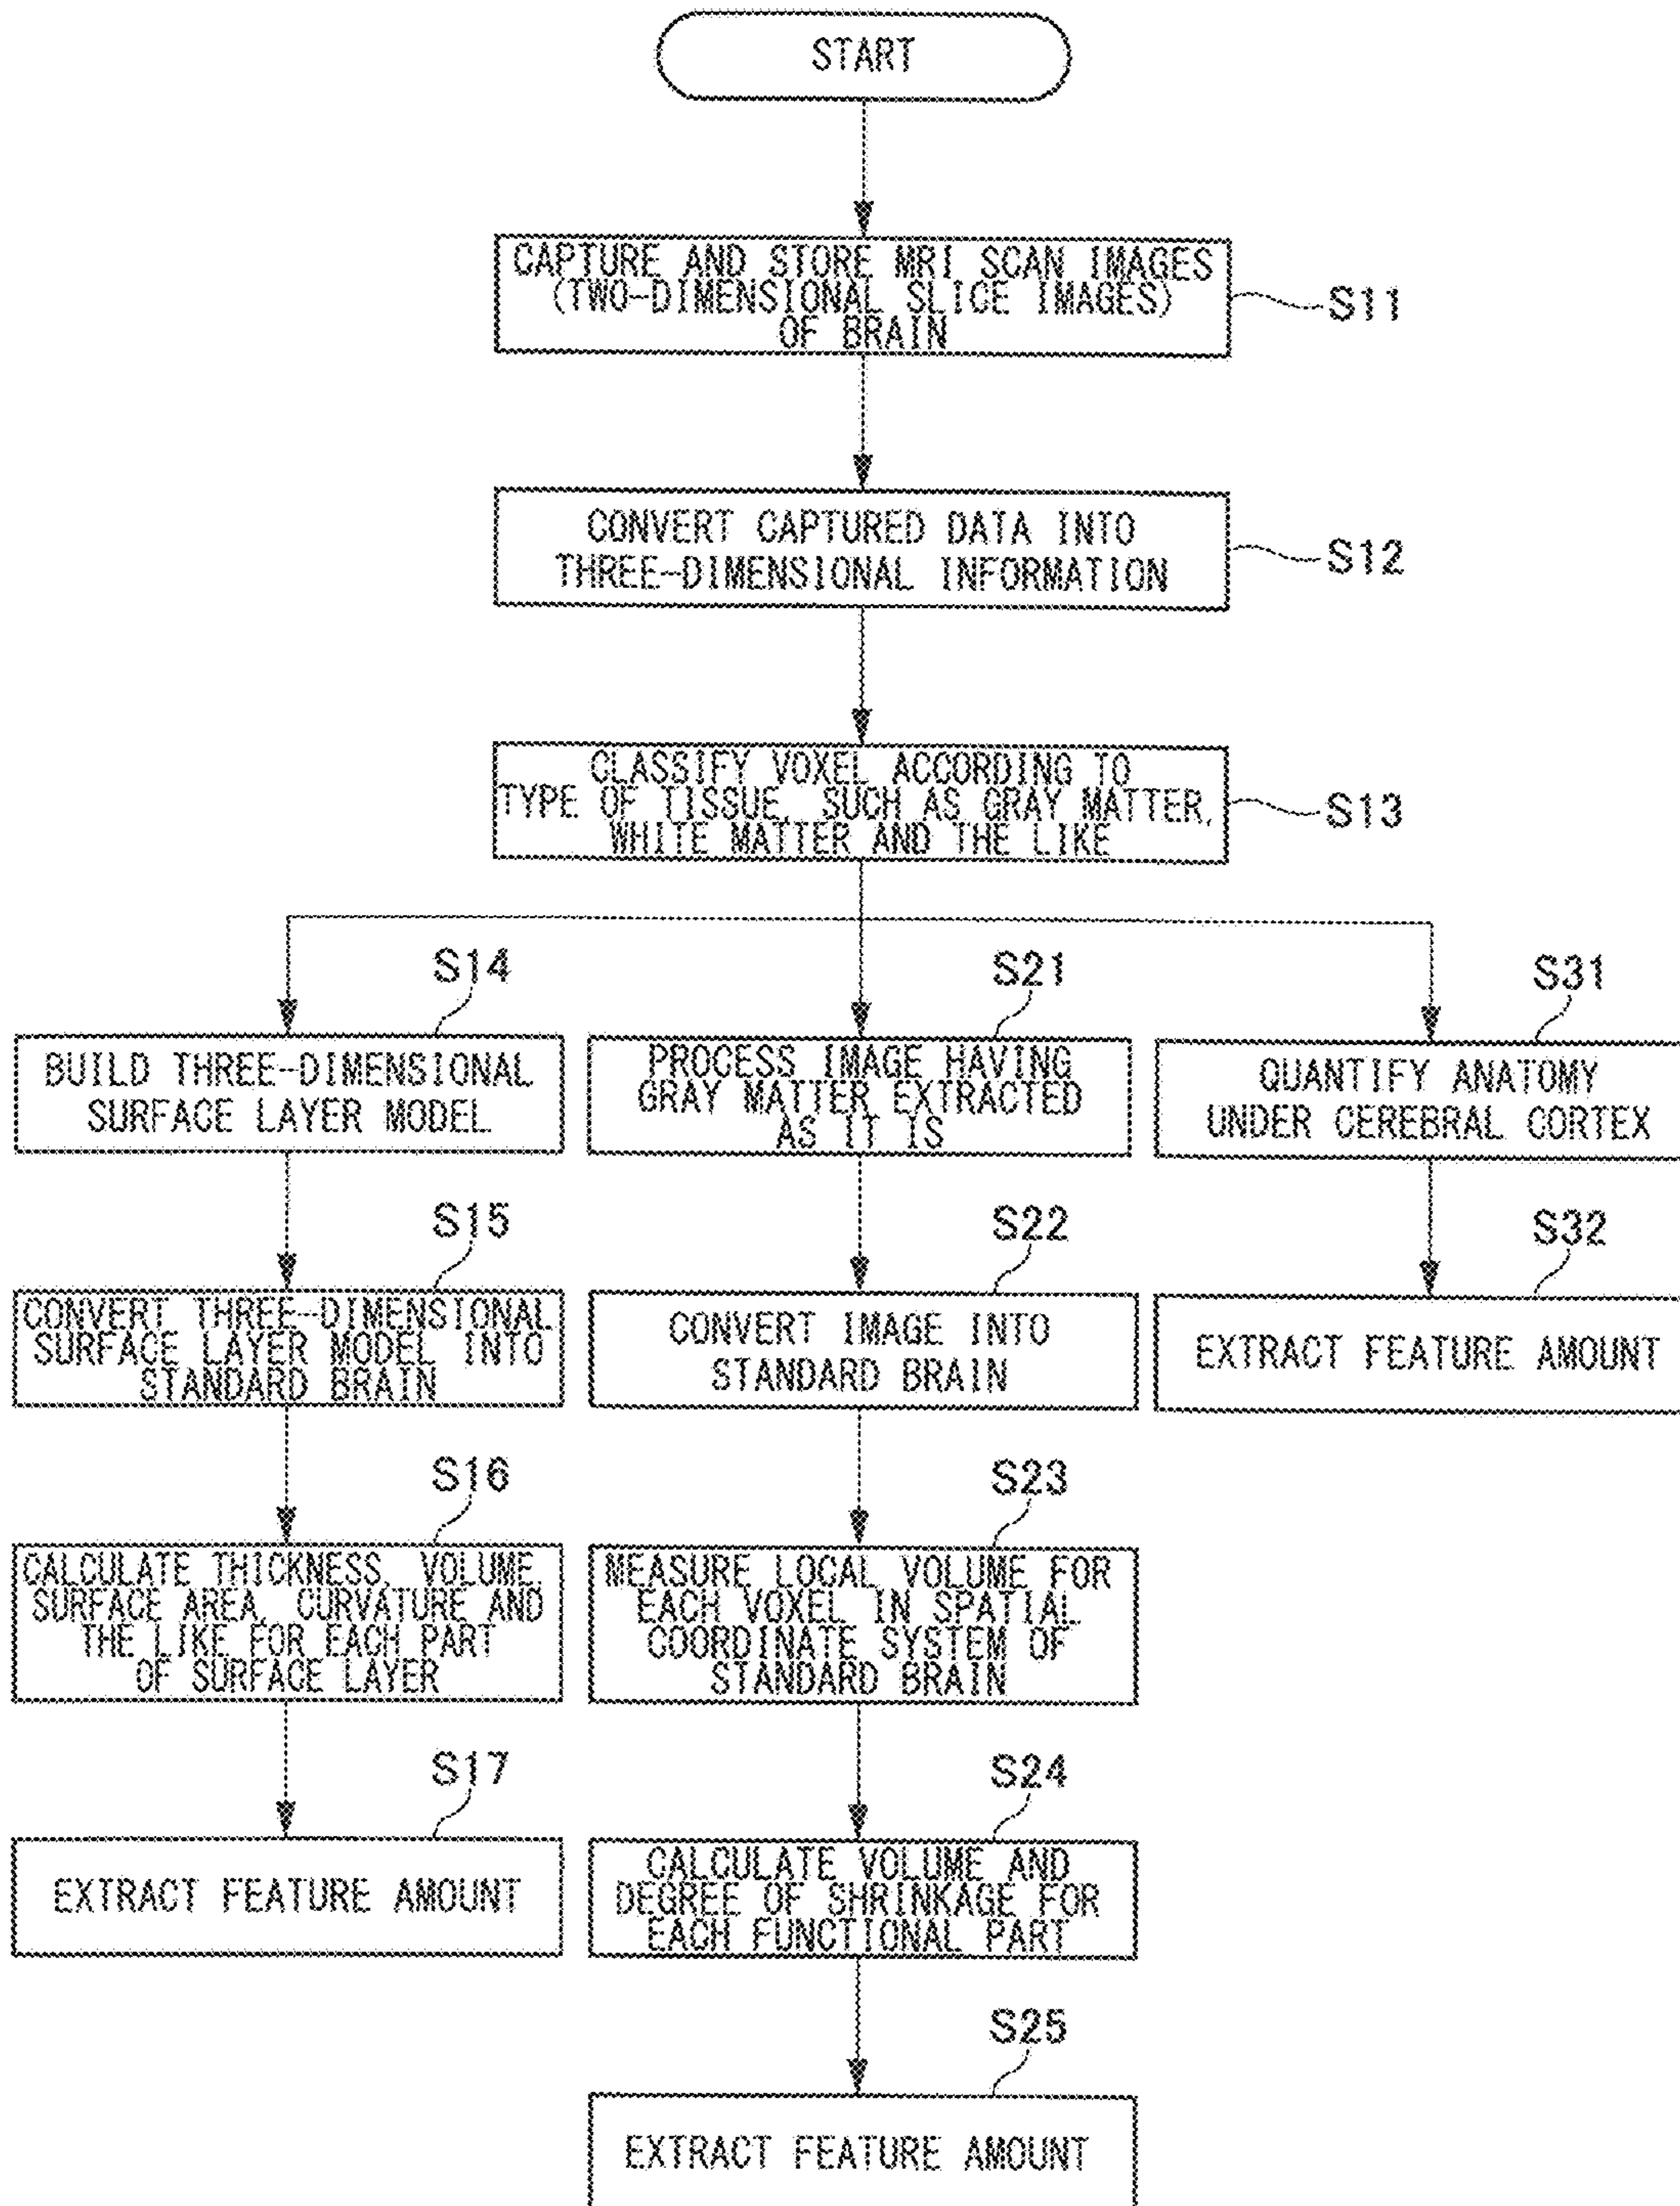 START
CAPTURE AND STORE MRI SCAN IMAGES
(TWO-DIMENSIONAL SLICE IMAGES)
OF BRAIN
S11
CONVERT CAPTURED DATA INTO
THREE-DIMENSIONAL INFORMATION
S12
CLASSIFY VOXEL ACCORDING TO
TYPE OF TISSUE, SUCH AS GRAY MATTER,
WHITE MATTER AND THE LIKE
S13
S14
BUILD THREE-DIMENSIONAL
SURFACE LAYER MODEL
S15
CONVERT THREE-DIMENSIONAL
SURFACE LAYER MODEL INTO
STANDARD BRAIN
S16
CALCULATE THICKNESS, VOLUME,
SURFACE AREA, CURVATURE AND
THE LIKE FOR EACH PART
OF SURFACE LAYER
S17
EXTRACT FEATURE AMOUNT
S21
PROCESS IMAGE HAVING
GRAY MATTER EXTRACTED
AS IT IS
S22
CONVERT IMAGE INTO
STANDARD BRAIN
S23
MEASURE LOCAL VOLUME FOR
EACH VOXEL IN SPATIAL
COORDINATE SYSTEM OF
STANDARD BRAIN
S24
CALCULATE VOLUME AND
DEGREE OF SHRINKAGE FOR
EACH FUNCTIONAL PART
S25
EXTRACT FEATURE AMOUNT
S31
QUANTIFY ANATOMY
UNDER CEREBRAL CORTEX
S32
EXTRACT FEATURE AMOUNT